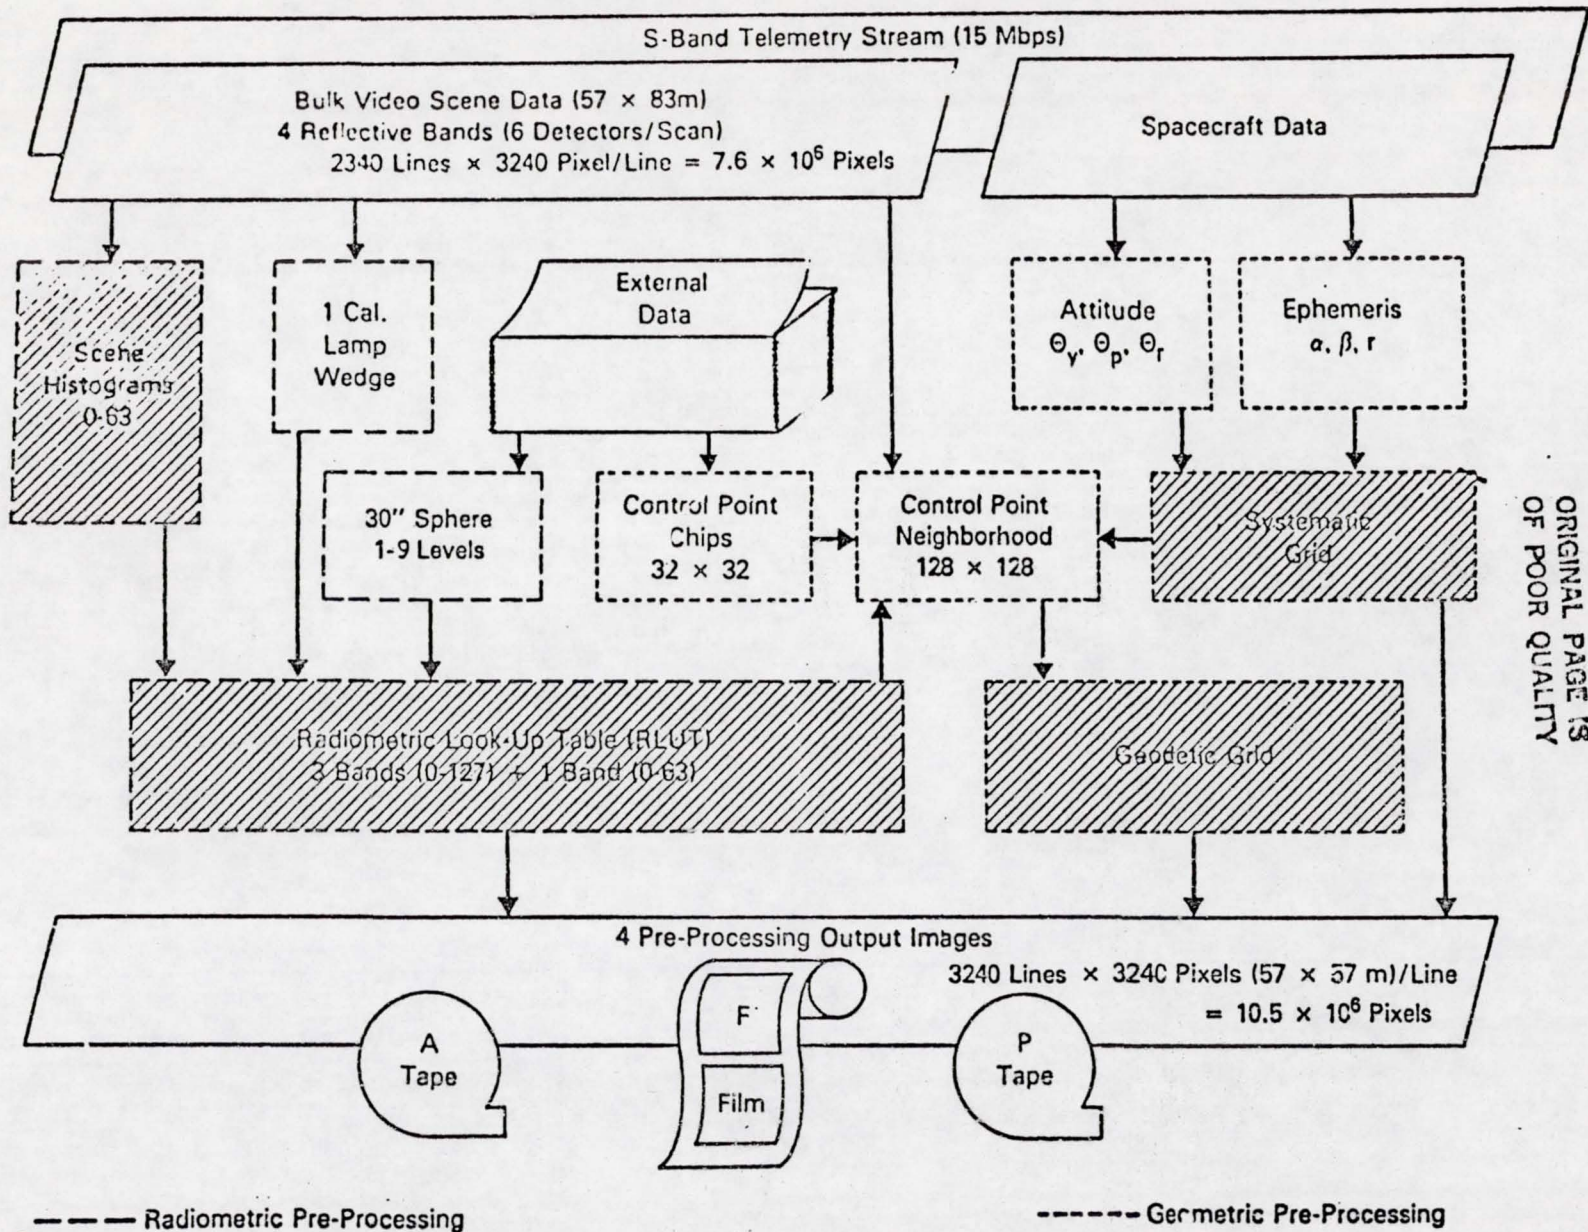 S-Band Telemetry Stream (15 Mbps)
Bulk Video Scene Data (57 × 83m)
4 Reflective Bands (6 Detectors/Scan)
2340 Lines × 3240 Pixel/Line = 7.6 × 10⁶ Pixels
Spacecraft Data
Scene
Histograms
0-63
1 Cal.
Lamp
Wedge
External
Data
Attitude
Θy, Θp, Θr
Ephemeris
α, β, r
30" Sphere
1-9 Levels
Control Point
Chips
32 × 32
Control Point
Neighborhood
128 × 128
Systematic
Grid
ORIGINAL PAGE IS
OF POOR QUALITY
Radiometric Look-Up Table (RLUT)
3 Bands (0-127) + 1 Band (0-63)
Geodetic Grid
4 Pre-Processing Output Images
3240 Lines × 3240 Pixels (57 × 57 m)/Line
= 10.5 × 10⁶ Pixels
A
Tape
F
Film
P
Tape
Radiometric Pre-Processing
Geometric Pre-Processing